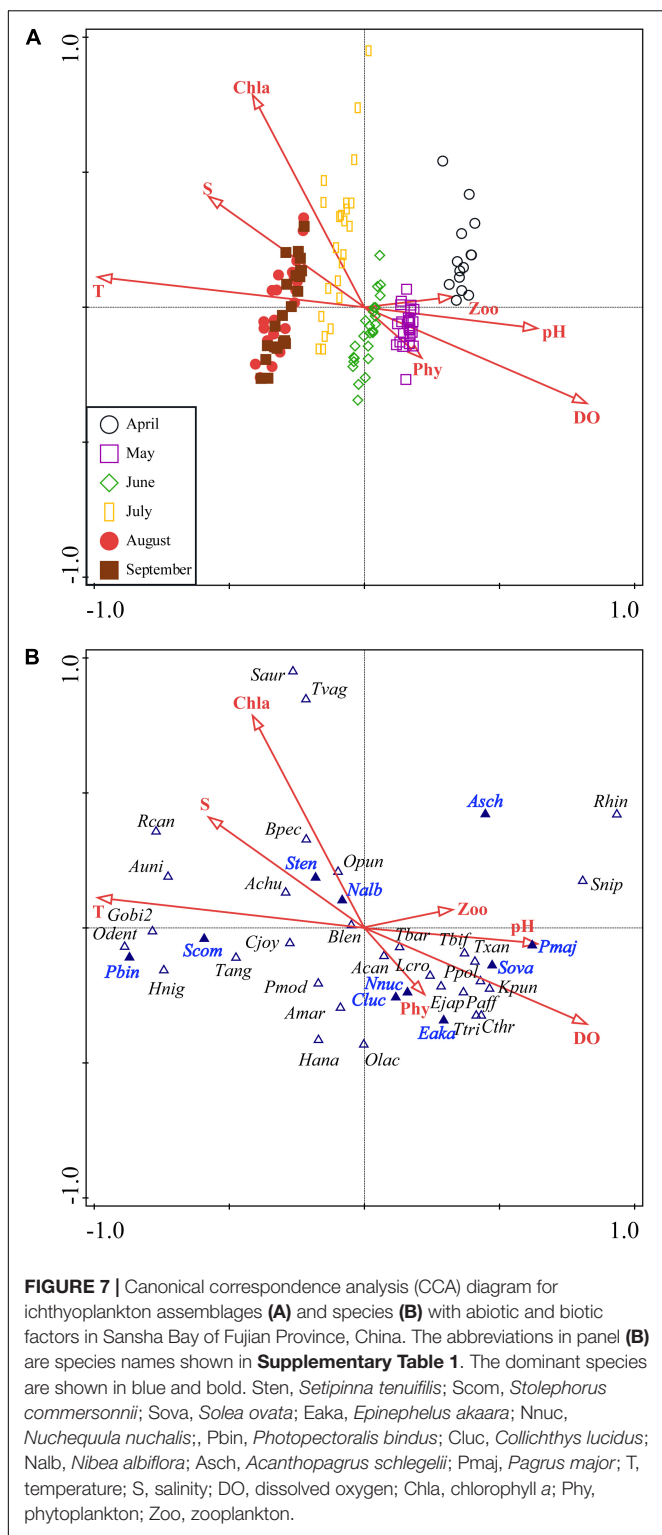 A
1.0
Chla
S
T
Zoo
pH
Phy
DO
April
May
June
July
August
September
-1.0
-1.0
1.0
B
1.0
Saur
Tvag
Chla
Asch
Rhin
S
Rcan
Bpec
Opun
Sten
Snip
Auni
Achu
Nalb
T
Zoo
Gobi2
pH
Odent
Blen
Tbar
Tbif
Txan
Pmaj
Scom
Cjoy
Acan
Lcro
Sova
Pbin
Tang
Ppol
Hnig
Pmod
Nnuc
Kpun
Cluc
Phy
Ejap
Paff
Amar
Eaka
Ttri
Cthr
DO
Hana
Olac
-1.0
-1.0
1.0
FIGURE 7 | Canonical correspondence analysis (CCA) diagram for
ichthyoplankton assemblages (A) and species (B) with abiotic and biotic
factors in Sansha Bay of Fujian Province, China. The abbreviations in panel (B)
are species names shown in Supplementary Table 1. The dominant species
are shown in blue and bold. Sten, Setipinna tenuifilis; Scom, Stolephorus
commersonnii; Sova, Solea ovata; Eaka, Epinephelus akaara; Nnuc,
Nuchequula nuchalis;, Pbin, Photopectoralis bindus; Cluc, Collichthys lucidus;
Nalb, Nibea albiflora; Asch, Acanthopagrus schlegelii; Pmaj, Pagrus major; T,
temperature; S, salinity; DO, dissolved oxygen; Chla, chlorophyll a; Phy,
phytoplankton; Zoo, zooplankton.